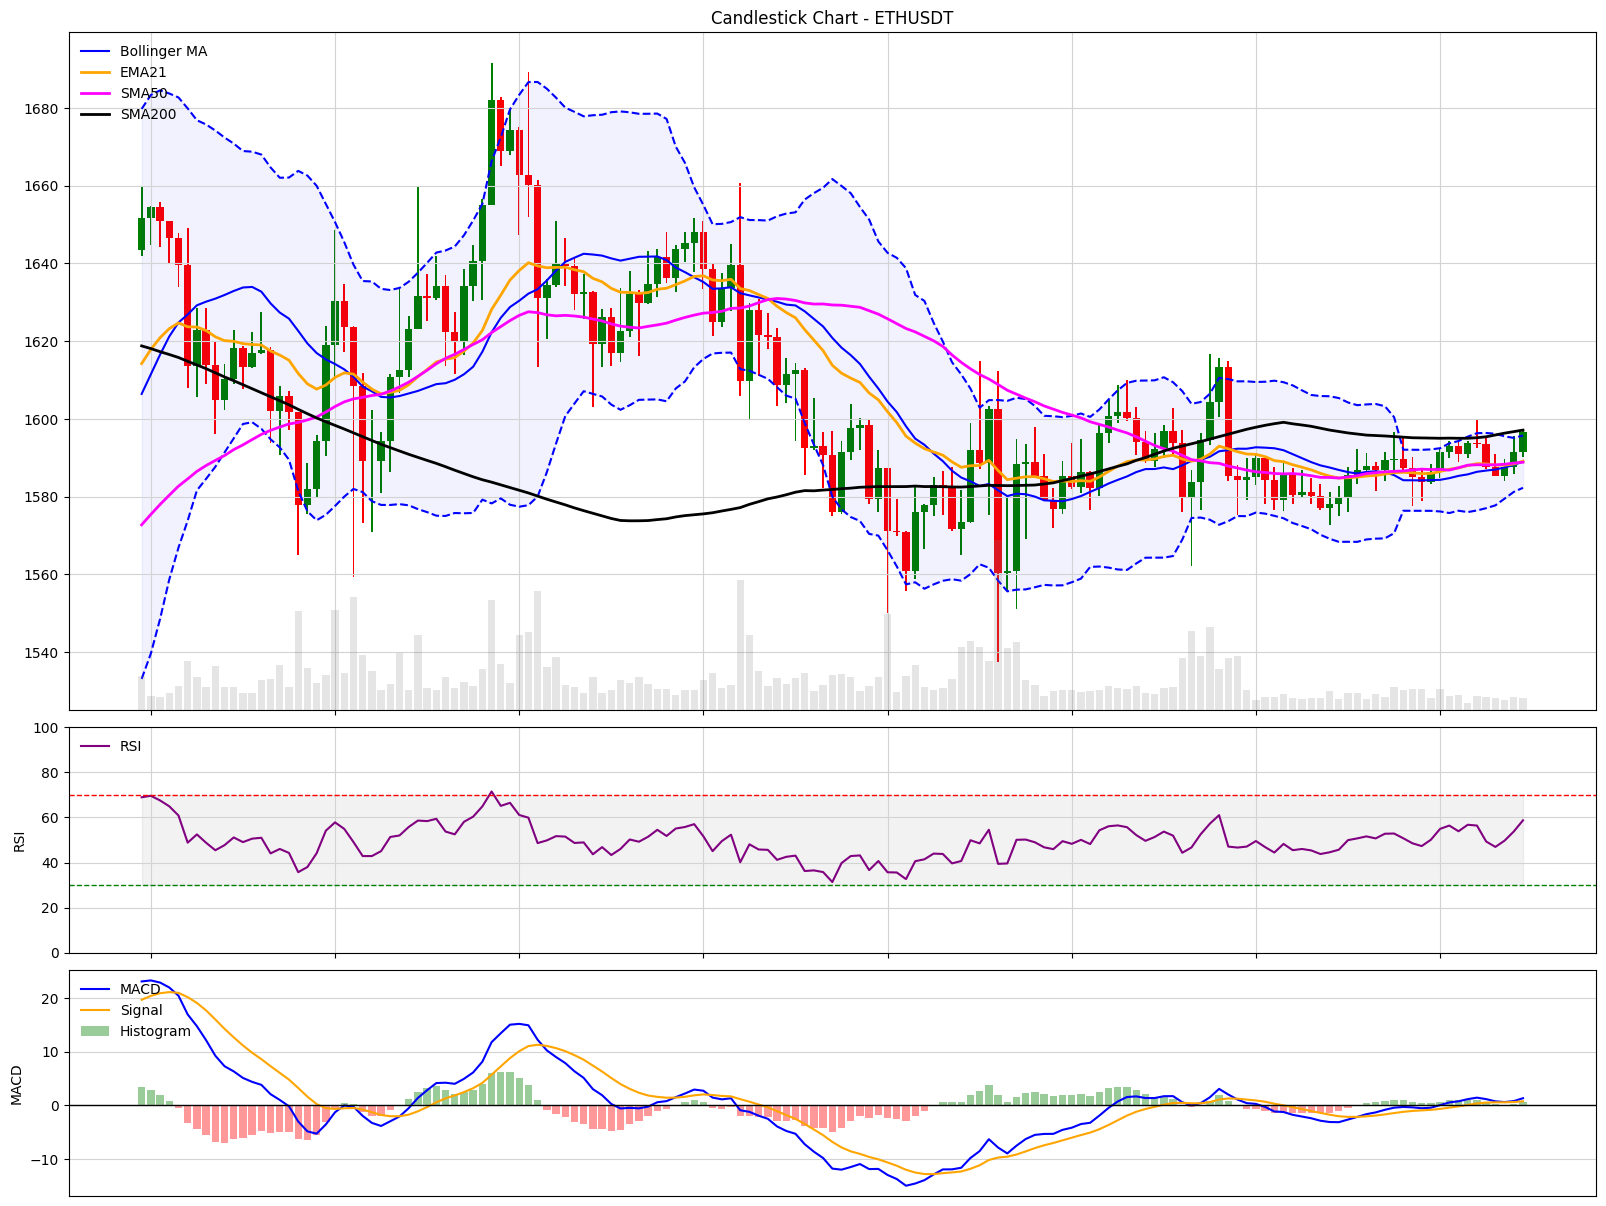 Candlestick Chart - ETHUSDT
Bollinger MA
EMA21
SMA50
SMA200
1680
1660
1640
1620
1600
1580
1560
1540
RSI
100
80
60
40
20
0
RSI
MACD
Signal
Histogram
20
10
0
−10
MACD